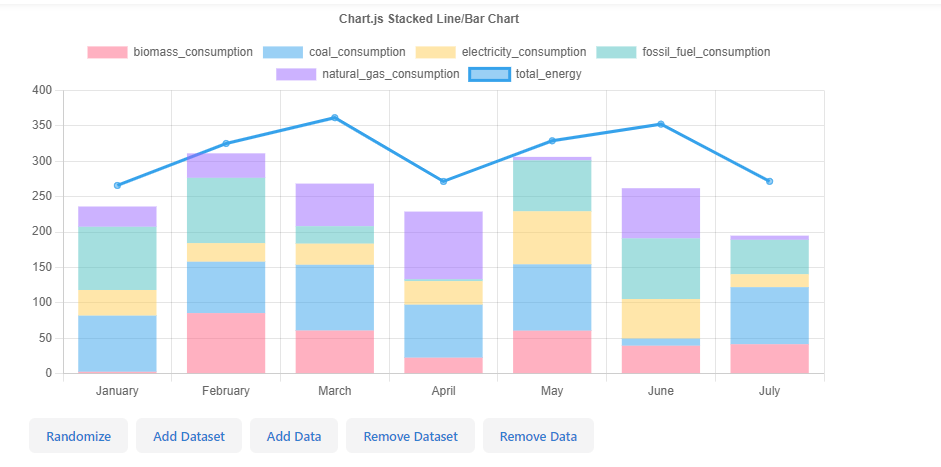 Chart.js Stacked Line/Bar Chart
biomass_consumption coal_consumption electricity_consumption fossil_fuel_consumption
natural_gas_consumption total_energy
400
350
300
250
200
150
100
50
0
January February March April May June July
Randomize Add Dataset Add Data Remove Dataset Remove Data